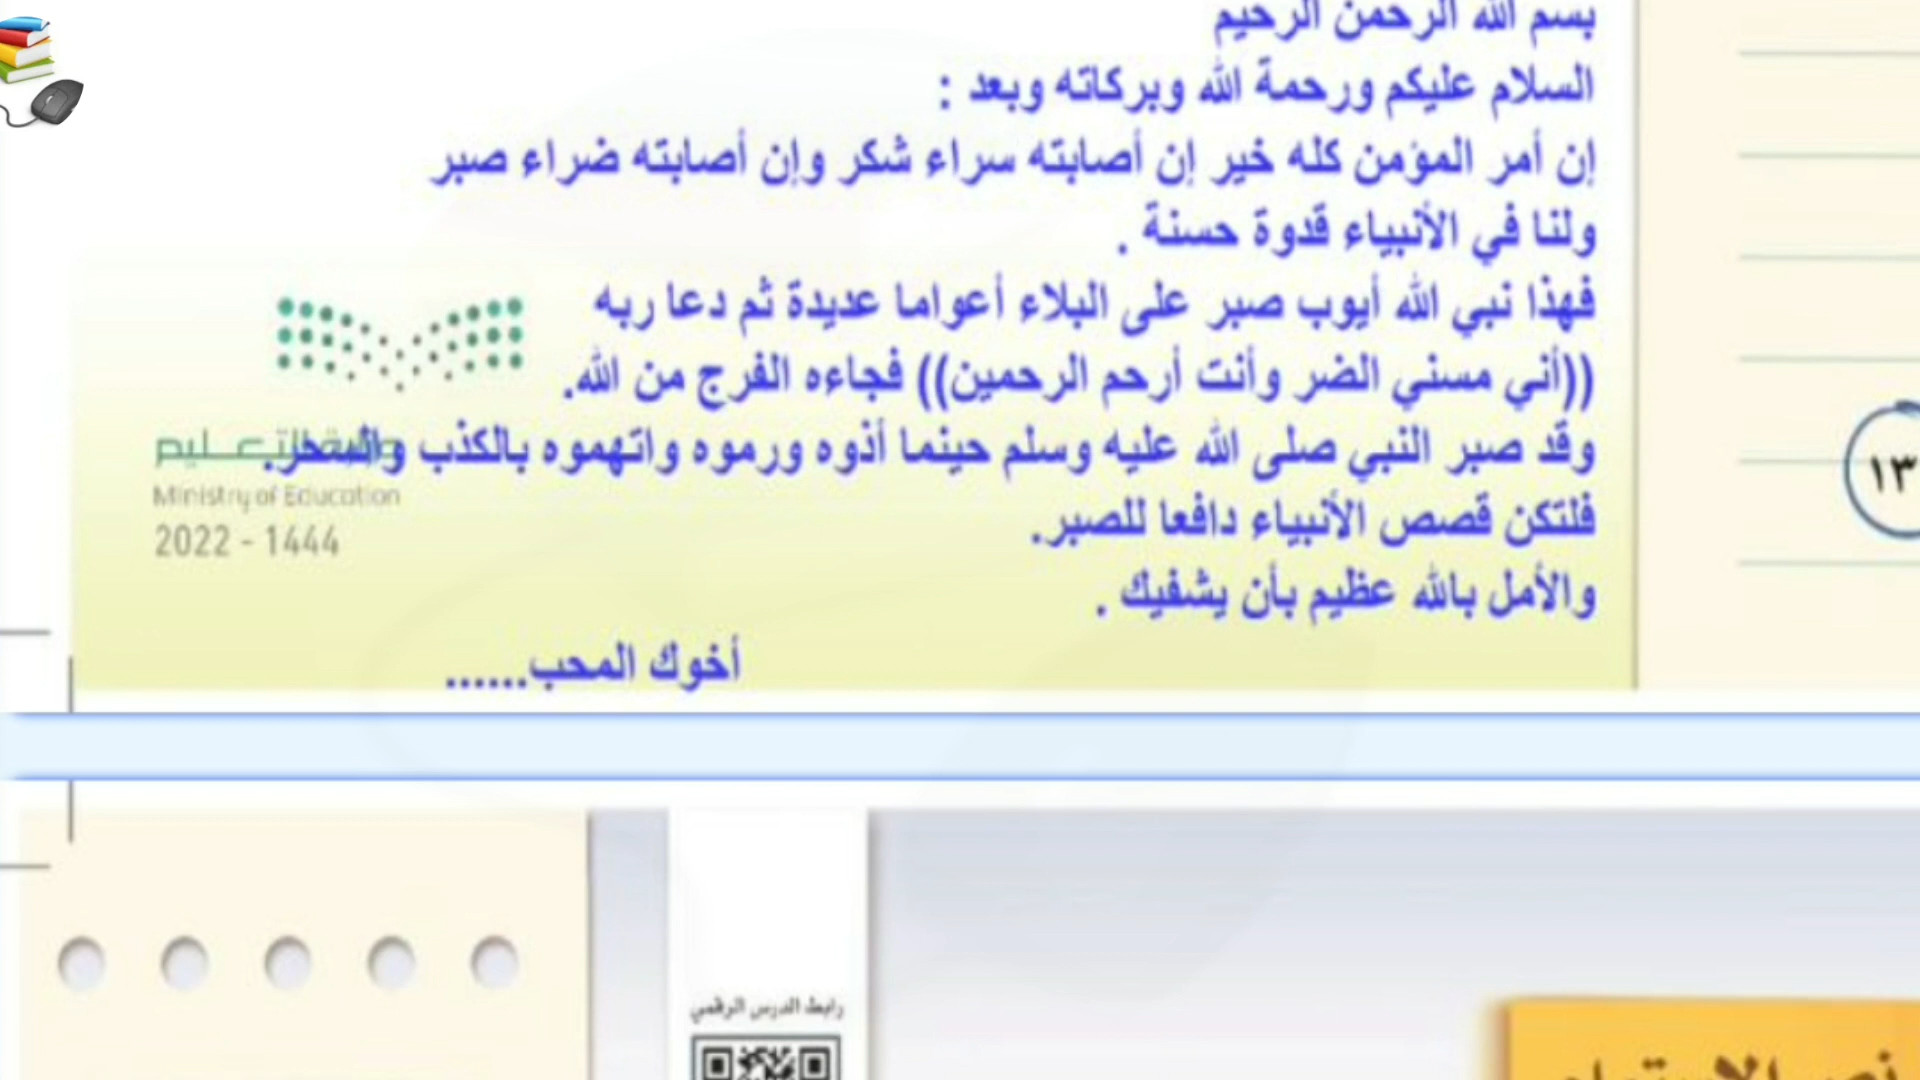 بسم الله الرحمن الرحيم
السلام عليكم ورحمة الله وبركاته وبعد :
إن أمر المؤمن كله خير إن أصابته سراء شكر وإن أصابته ضراء صبر
ولنا في الأنبياء قدوة حسنة .
فهذا نبي الله أيوب صبر على البلاء أعواما عديدة ثم دعا ربه
((أني مسني الضر وأنت أرحم الرحمين)) فجاءه الفرج من الله.
وقد صبر النبي صلى الله عليه وسلم حينما أذوه ورموه واتهموه بالكذب والسحر.
فلتكن قصص الأنبياء دافعا للصبر.
والأمل بالله عظيم بأن يشفيك .
أخوك المحب......
وزارة التعليم
Ministry of Education
2022 - 1444
١٣
رابط الدرس الرقمي